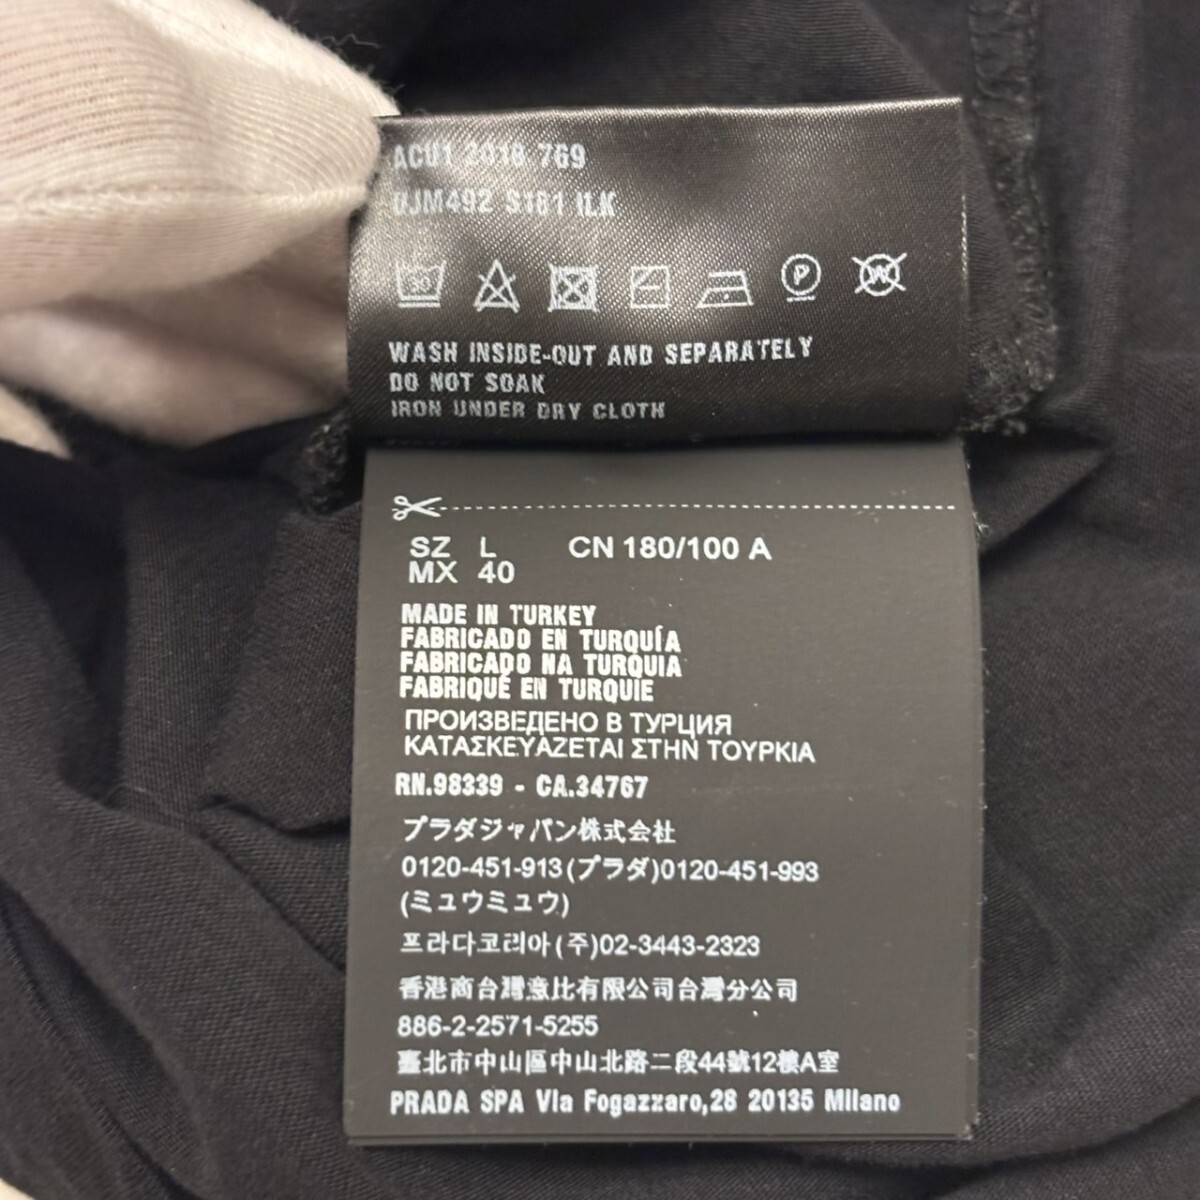 ACU1 2018 769
UJM492 S181 ILK
30
P
W
WASH INSIDE-OUT AND SEPARATELY
DO NOT SOAK
IRON UNDER DRY CLOTH
SZ L CN 180/100 A
MX 40
MADE IN TURKEY
FABRICADO EN TURQUÍA
FABRICADO NA TURQUIA
FABRIQUÉ EN TURQUIE
ПРОИЗВЕДЕНО В ТУРЦИЯ
ΚΑΤΑΣΚΕΥΑΖΕΤΑΙ ΣΤΗΝ ΤΟΥΡΚΙΑ
RN.98339 - CA.34767
プラダジャパン株式会社
0120-451-913(プラダ)0120-451-993
(ミュウミュウ)
프라다코리아(주)02-3443-2323
香港商台灣意比有限公司台灣分公司
886-2-2571-5255
臺北市中山區中山北路二段44號12樓A室
PRADA SPA Via Fogazzaro,28 20135 Milano